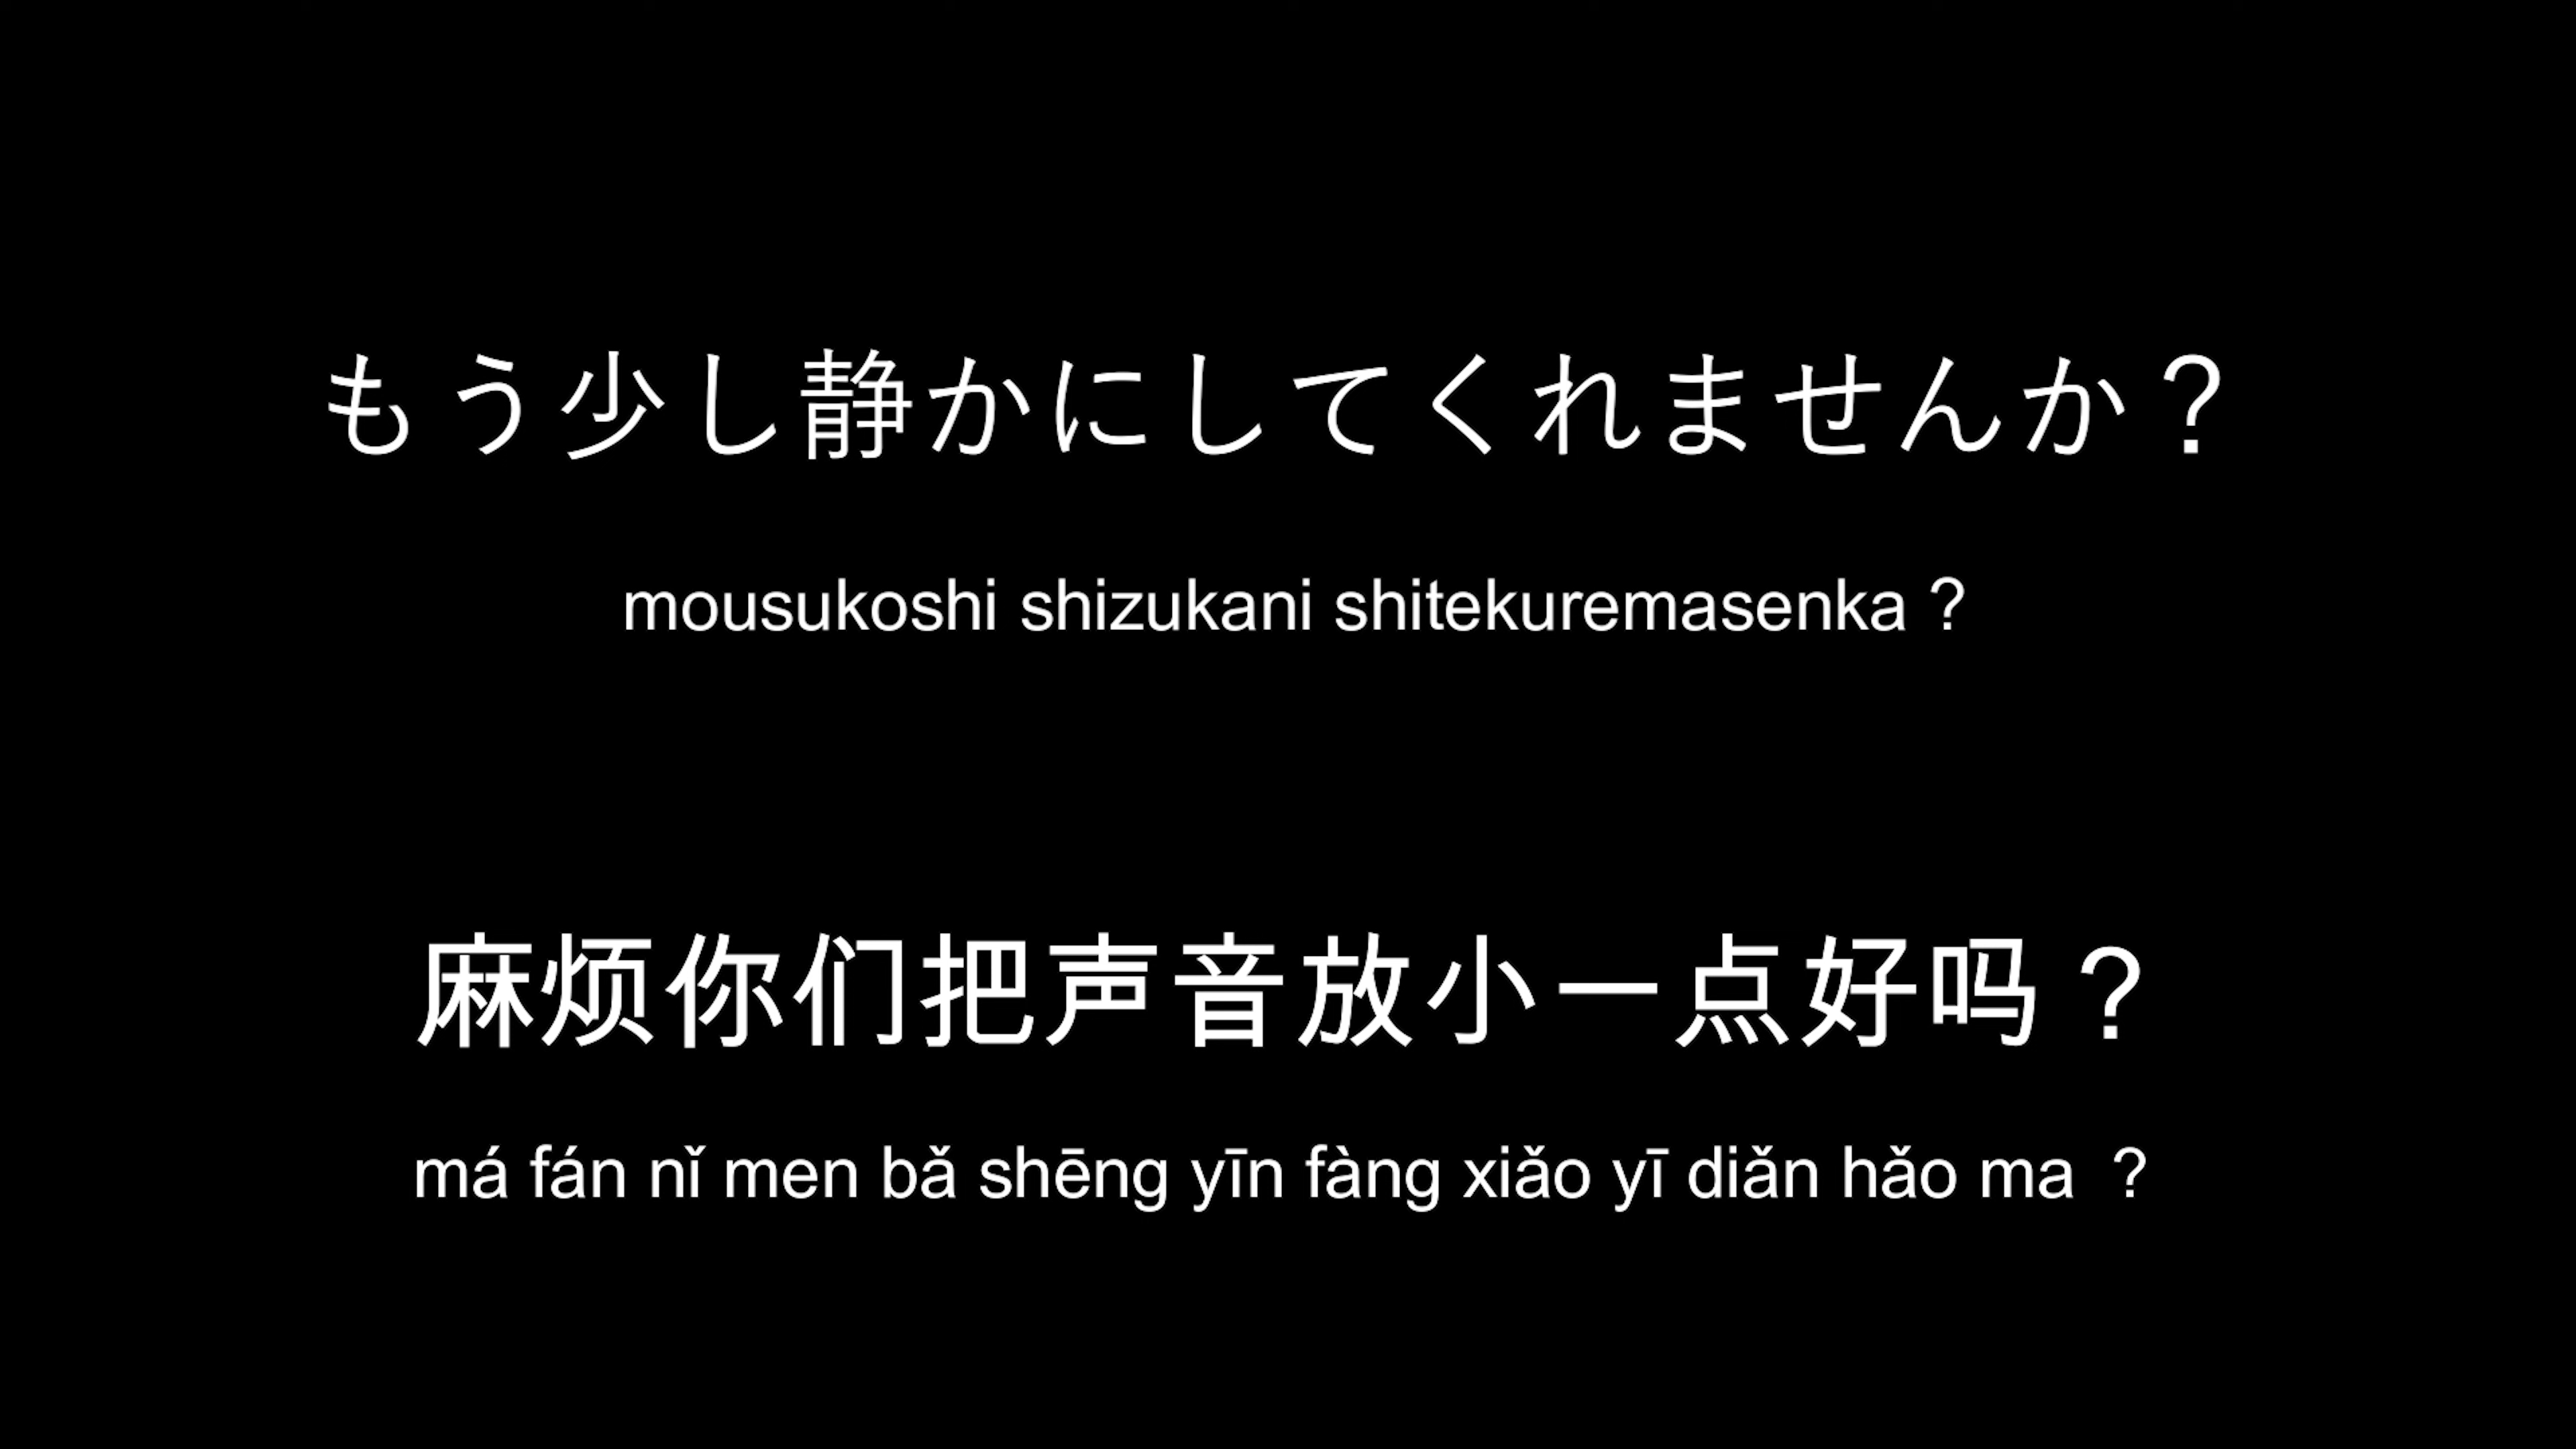 もう少し静かにしてくれませんか？
mousukoshi shizukani shitekuremasenka ?
麻烦你们把声音放小一点好吗？
má fán nǐ men bǎ shēng yīn fàng xiǎo yī diǎn hǎo ma ?